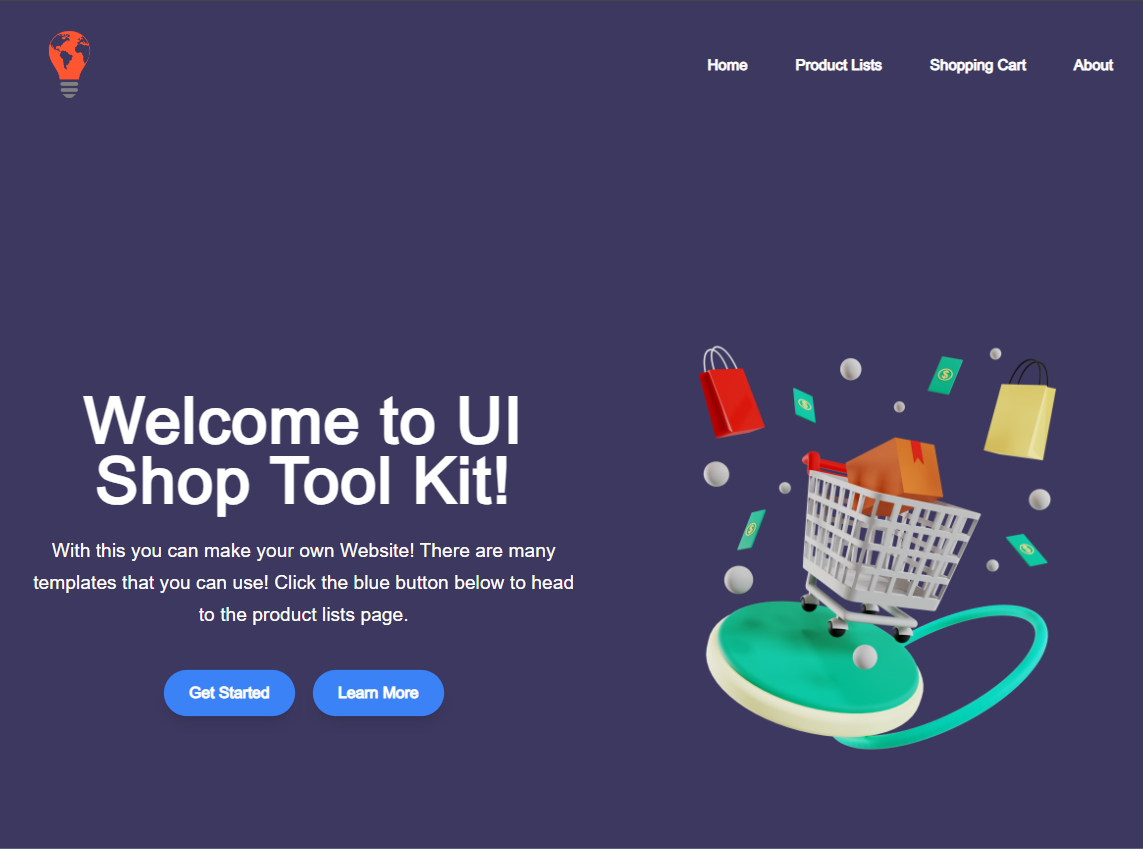 Home
Product Lists
Shopping Cart
About
Welcome to UI
Shop Tool Kit!
With this you can make your own Website! There are many
templates that you can use! Click the blue button below to head
to the product lists page.
Get Started
Learn More
$
$
$
$